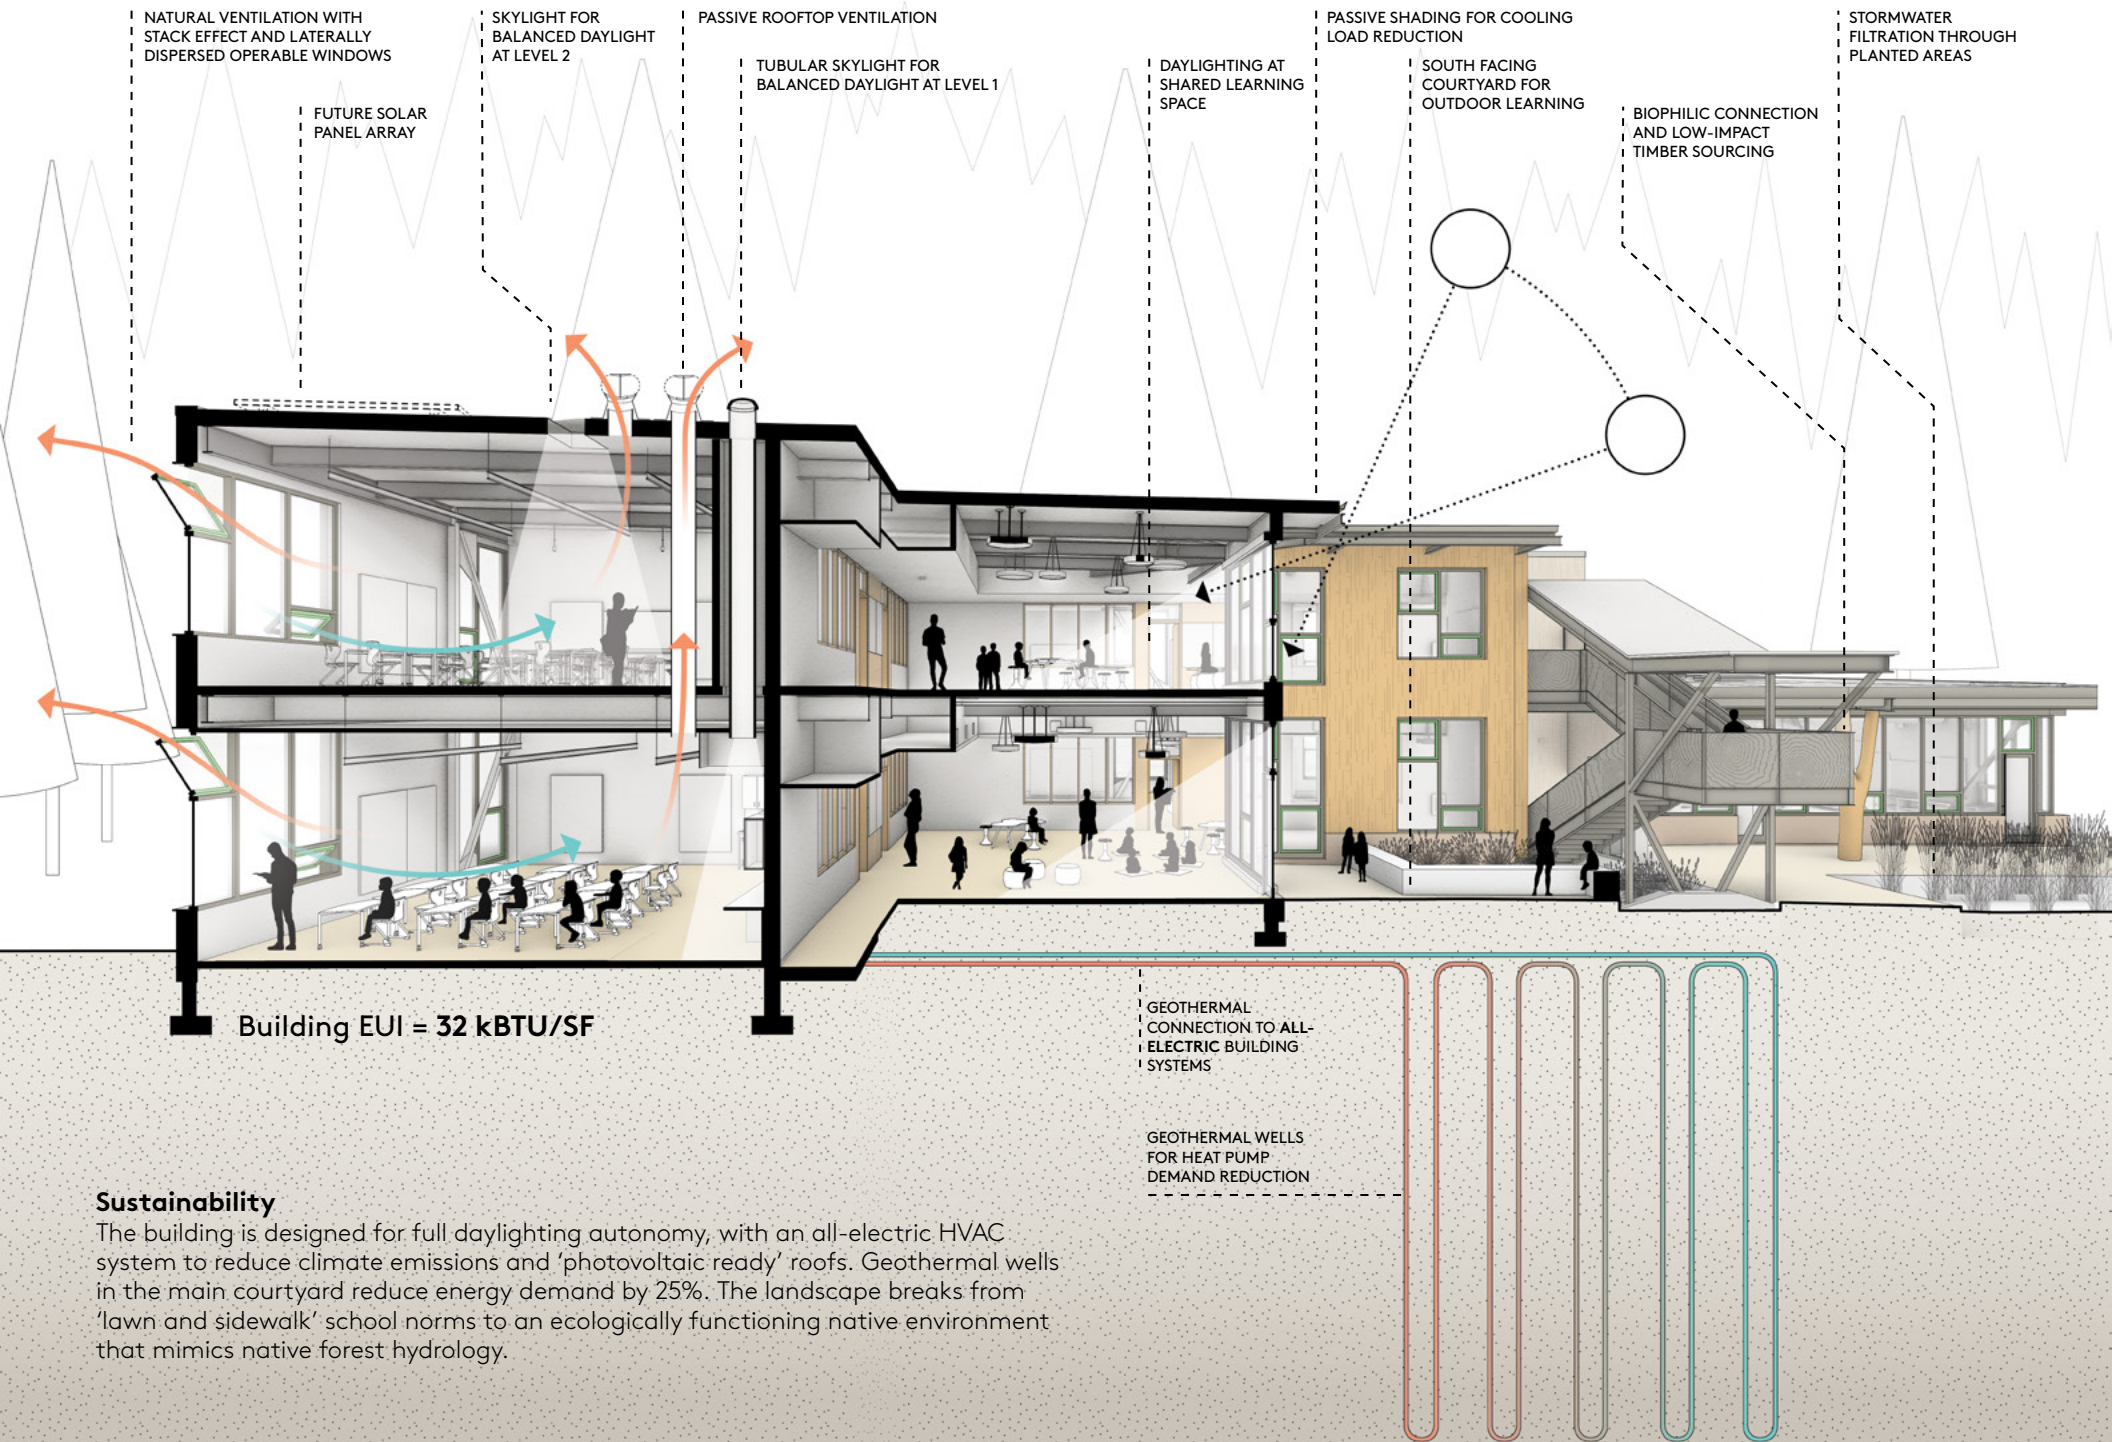 NATURAL VENTILATION WITH
STACK EFFECT AND LATERALLY
DISPERSED OPERABLE WINDOWS
FUTURE SOLAR
PANEL ARRAY
SKYLIGHT FOR
BALANCED DAYLIGHT
AT LEVEL 2
PASSIVE ROOFTOP VENTILATION
TUBULAR SKYLIGHT FOR
BALANCED DAYLIGHT AT LEVEL 1
DAYLIGHTING AT
SHARED LEARNING
SPACE
PASSIVE SHADING FOR COOLING
LOAD REDUCTION
SOUTH FACING
COURTYARD FOR
OUTDOOR LEARNING
BIOPHILIC CONNECTION
AND LOW-IMPACT
TIMBER SOURCING
STORMWATER
FILTRATION THROUGH
PLANTED AREAS
Building EUI = 32 kBTU/SF
GEOTHERMAL
CONNECTION TO ALL-
ELECTRIC BUILDING
SYSTEMS
GEOTHERMAL WELLS
FOR HEAT PUMP
DEMAND REDUCTION
Sustainability
The building is designed for full daylighting autonomy, with an all-electric HVAC
system to reduce climate emissions and ‘photovoltaic ready’ roofs. Geothermal wells
in the main courtyard reduce energy demand by 25%. The landscape breaks from
‘lawn and sidewalk’ school norms to an ecologically functioning native environment
that mimics native forest hydrology.